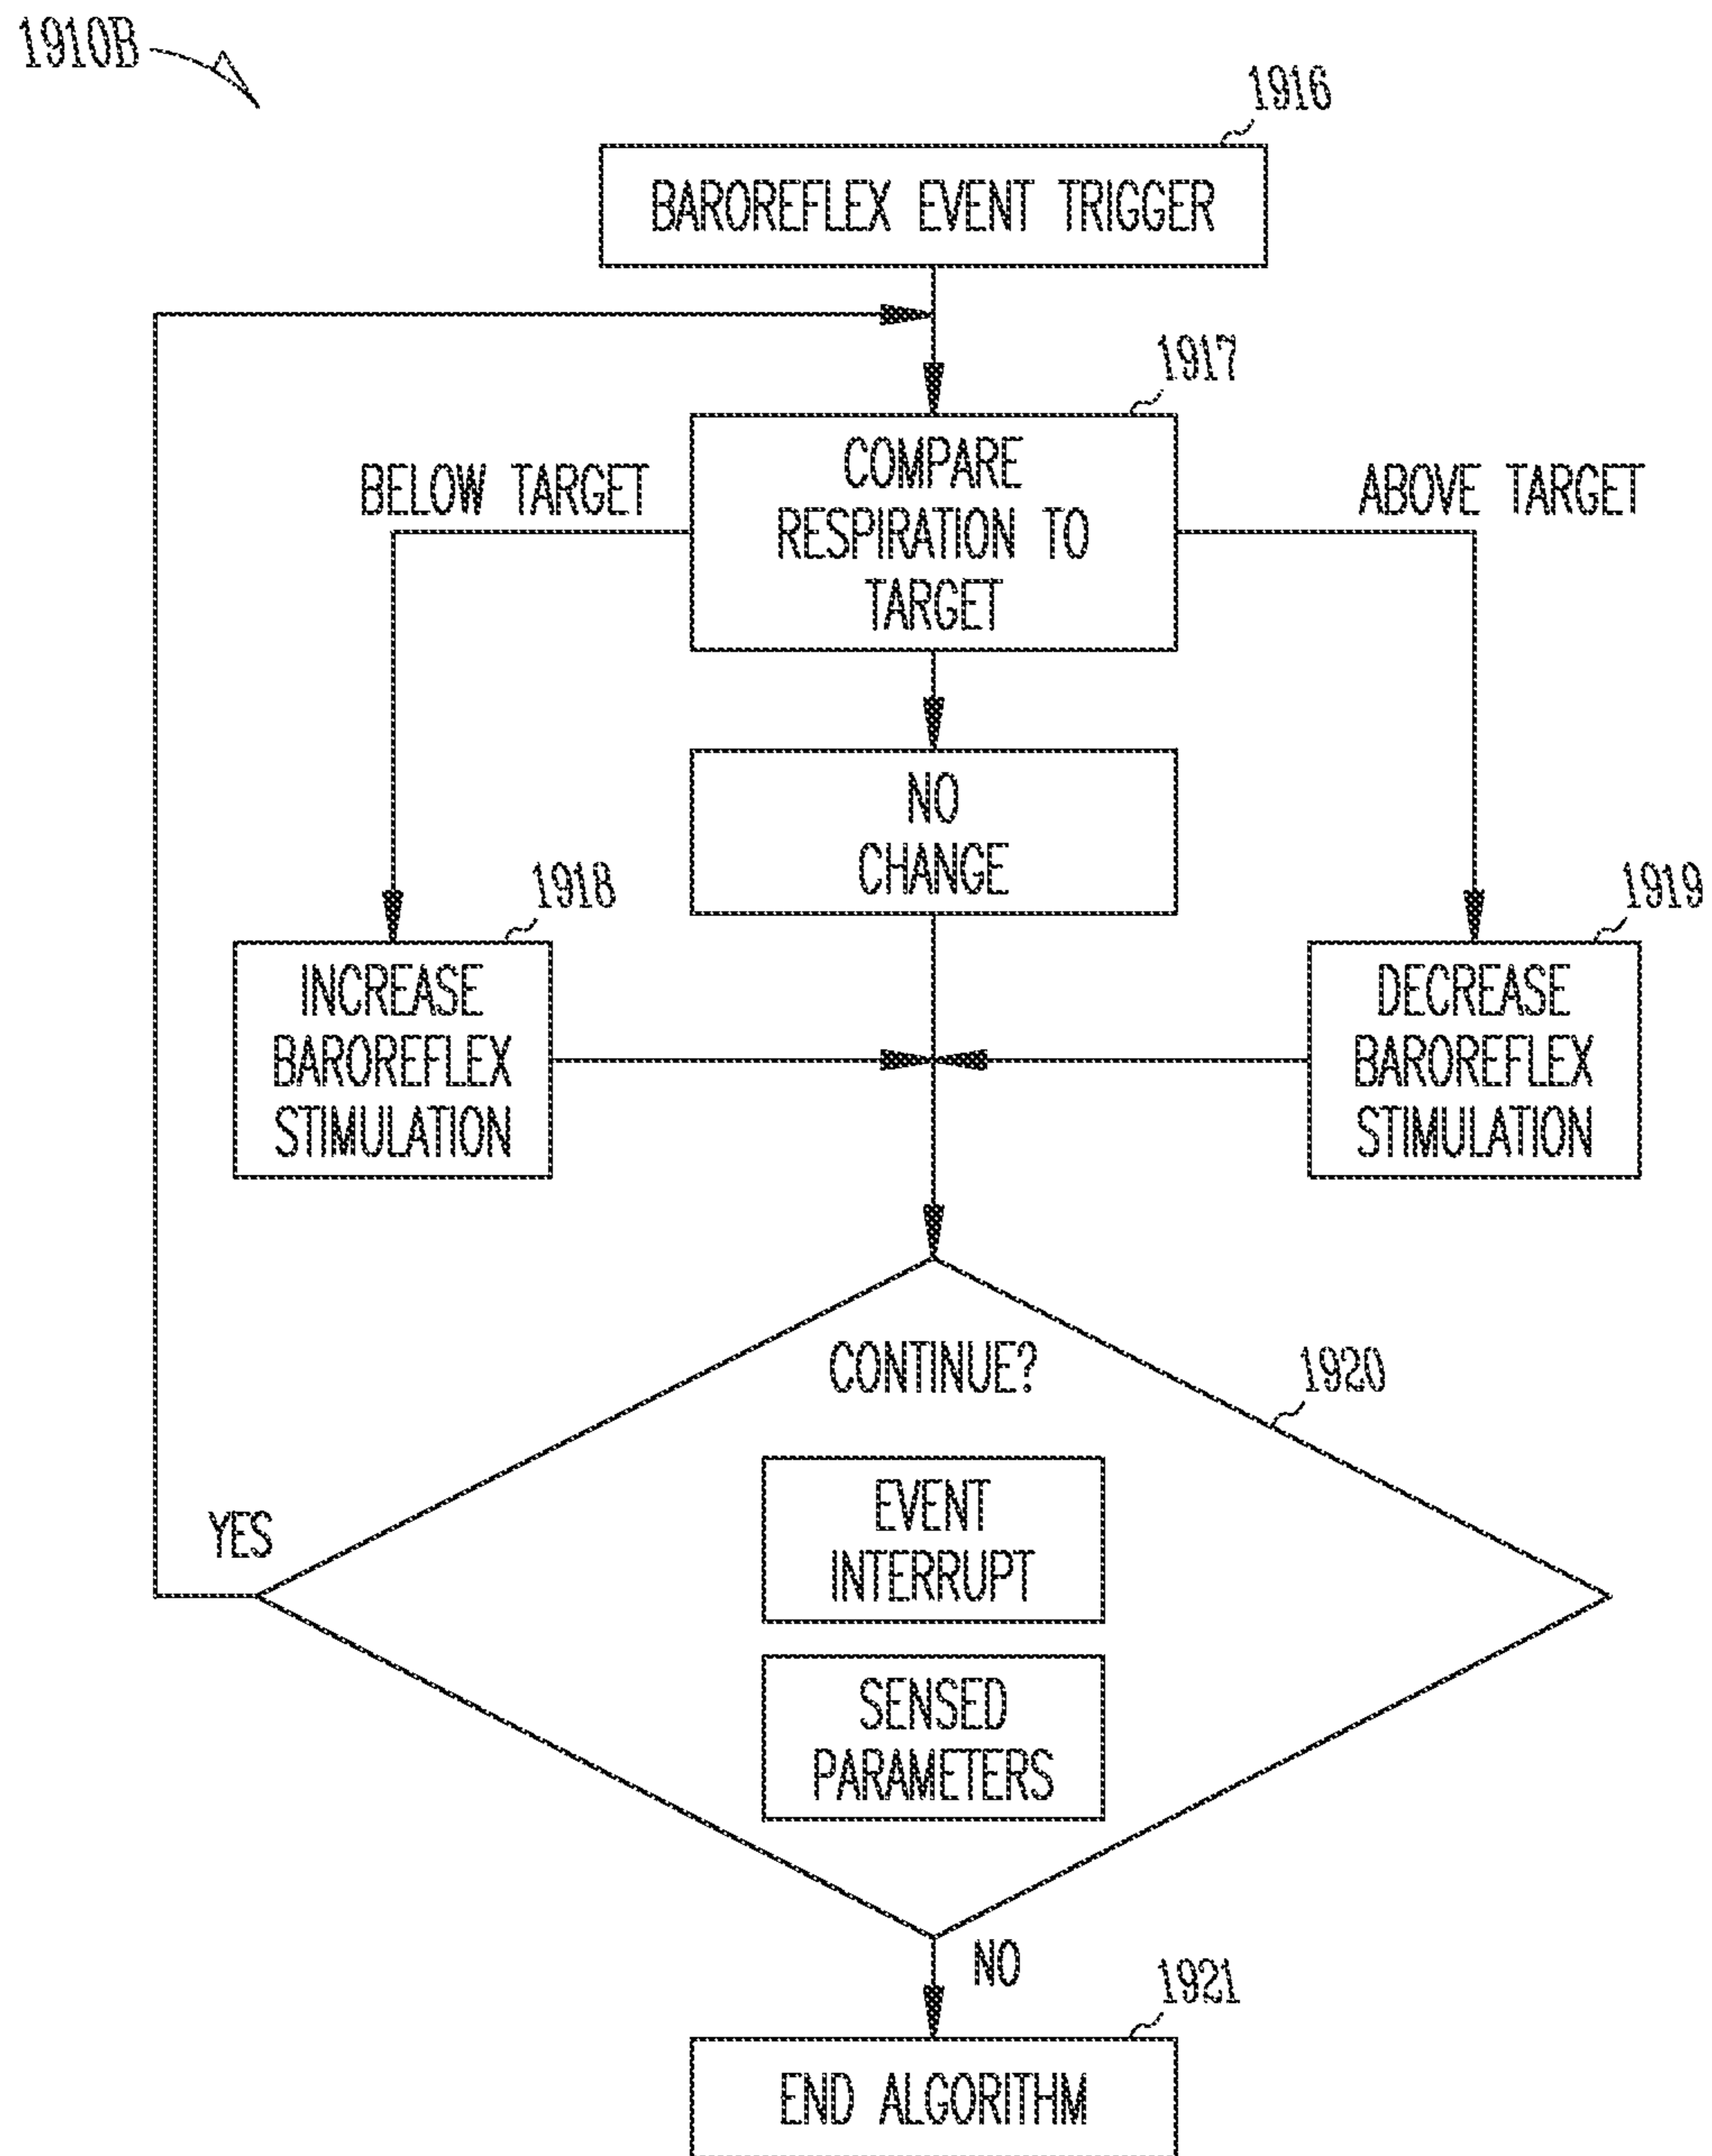 1910B
1916
BAROREFLEX EVENT TRIGGER
1917
COMPARE
RESPIRATION TO
TARGET
BELOW TARGET
ABOVE TARGET
NO
CHANGE
1918
INCREASE
BAROREFLEX
STIMULATION
1919
DECREASE
BAROREFLEX
STIMULATION
CONTINUE?
1920
EVENT
INTERRUPT
SENSED
PARAMETERS
YES
NO
1921
END ALGORITHM